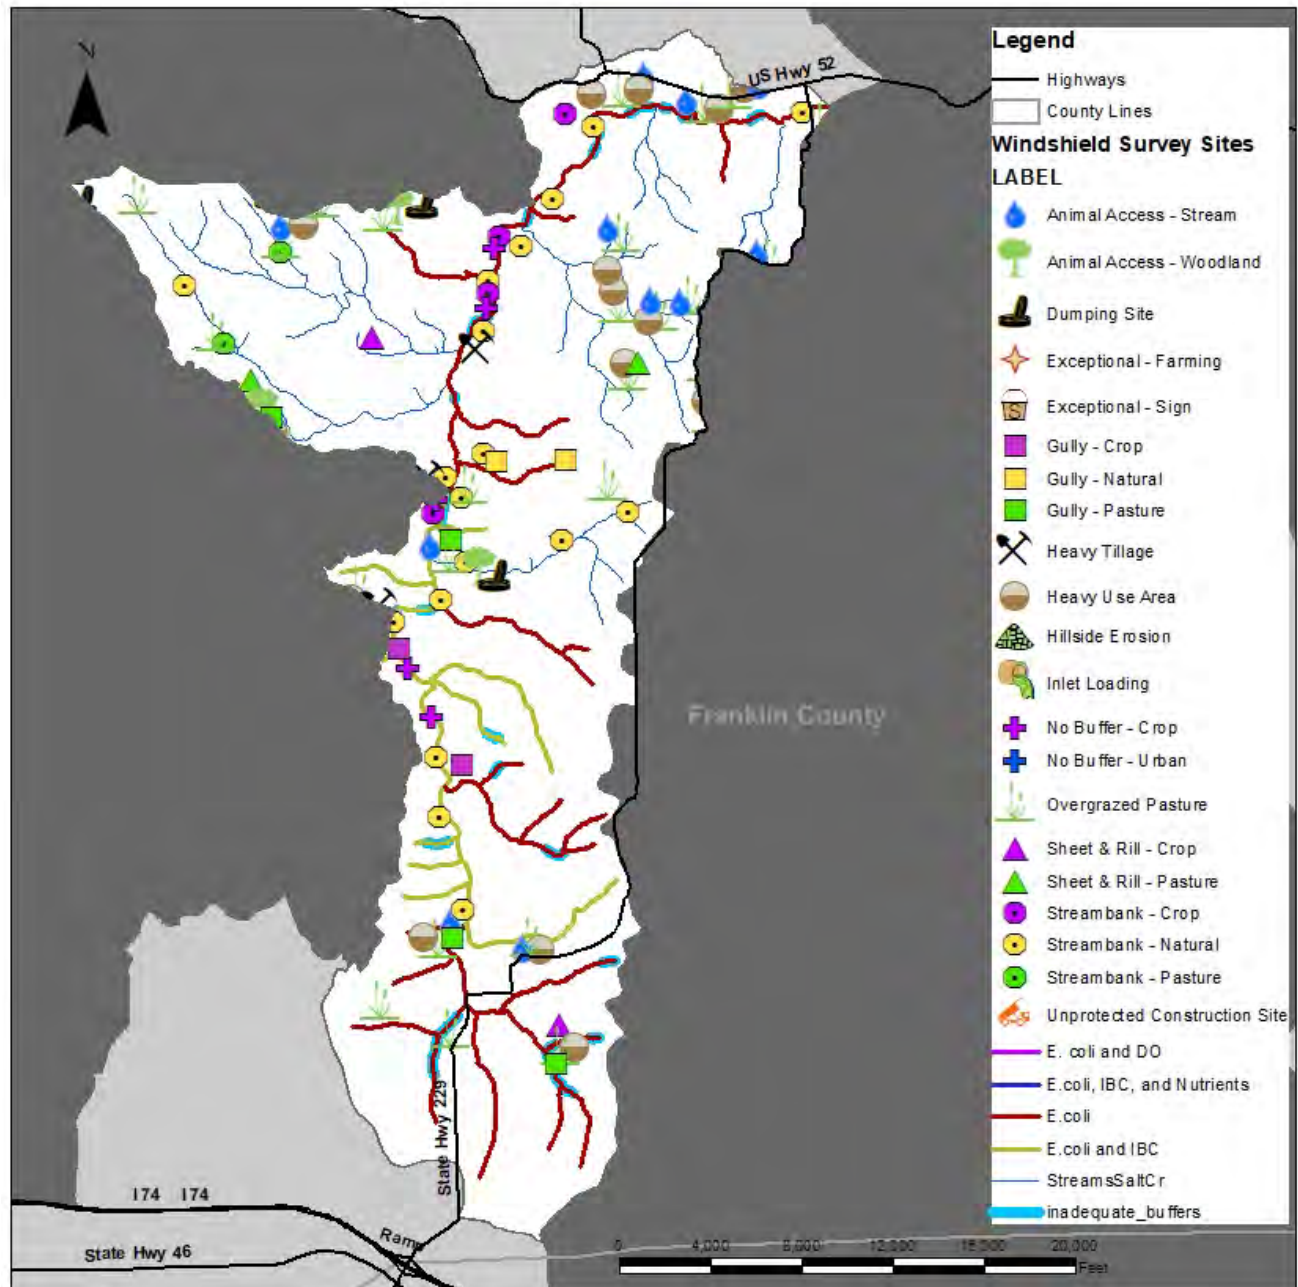 N
US Hwy 52
Legend
Highways
County Lines
Windshield Survey Sites
LABEL
Animal Access - Stream
Animal Access - Woodland
Dumping Site
Exceptional - Farming
Exceptional - Sign
S
Gully - Crop
Gully - Natural
Gully - Pasture
Heavy Tillage
Heavy Use Area
Hillside Erosion
Inlet Loading
No Buffer - Crop
No Buffer - Urban
Overgrazed Pasture
Sheet & Rill - Crop
Sheet & Rill - Pasture
Streambank - Crop
Streambank - Natural
Streambank - Pasture
Unprotected Construction Site
E. coli and DO
E.coli, IBC, and Nutrients
E.coli
E.coli and IBC
StreamsSaltCr
inadequate_buffers
Franklin County
State Hwy 229
I74 I74
Ramp
State Hwy 46
0 4,000 8,000 12,000 16,000 20,000
Feet